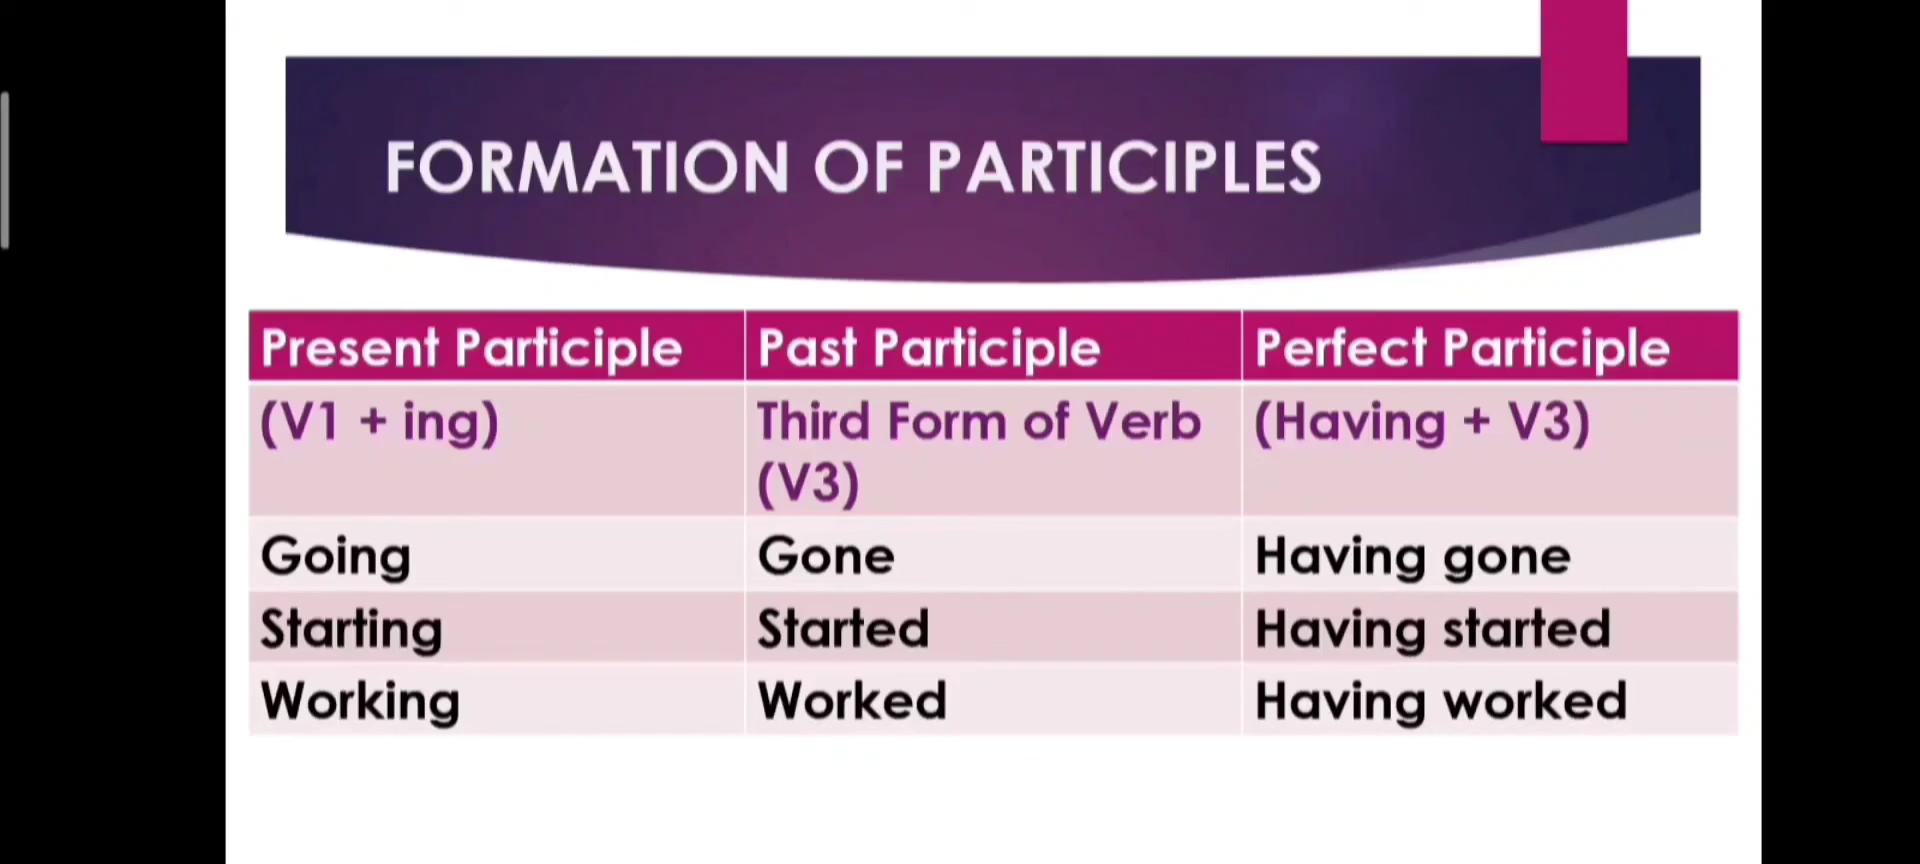 FORMATION OF PARTICIPLES
Present Participle Past Participle Perfect Participle
(V1 + ing) Third Form of Verb (Having + V3)
(V3)
Going Gone Having gone
Starting Started Having started
Working Worked Having worked